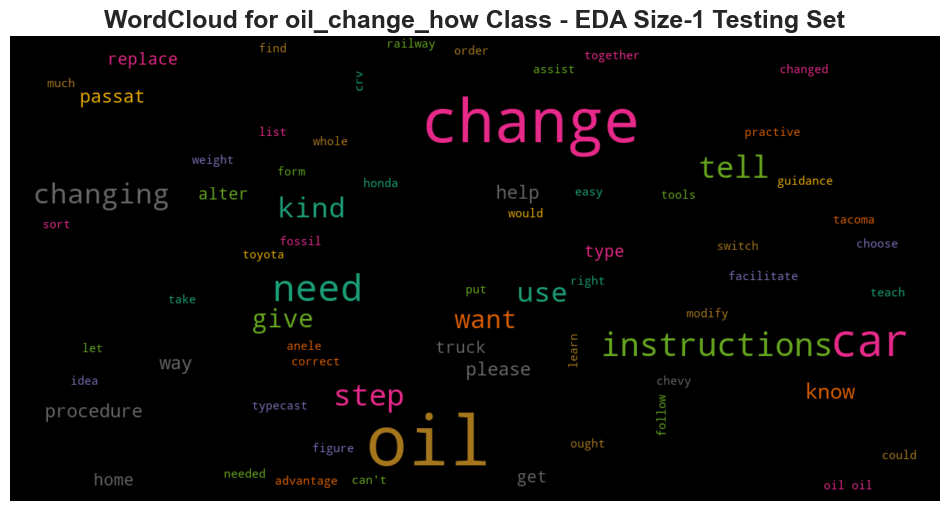 WordCloud for oil_change_how Class - EDA Size-1 Testing Set
railway
find
order
together
replace
assist
changed
crv
much
passat
change
list
whole
practive
weight
tell
form
guidance
honda
changing
alter
help
easy
tools
kind
would
sort
tacoma
fossil
switch
choose
toyota
type
facilitate
need
right
put
use
take
teach
give
want
modify
anele
truck
learn
instructions
car
let
way
correct
please
idea
chevy
step
know
procedure
typecast
follow
oil
figure
ought
could
home
needed
advantage
can't
get
oil oil